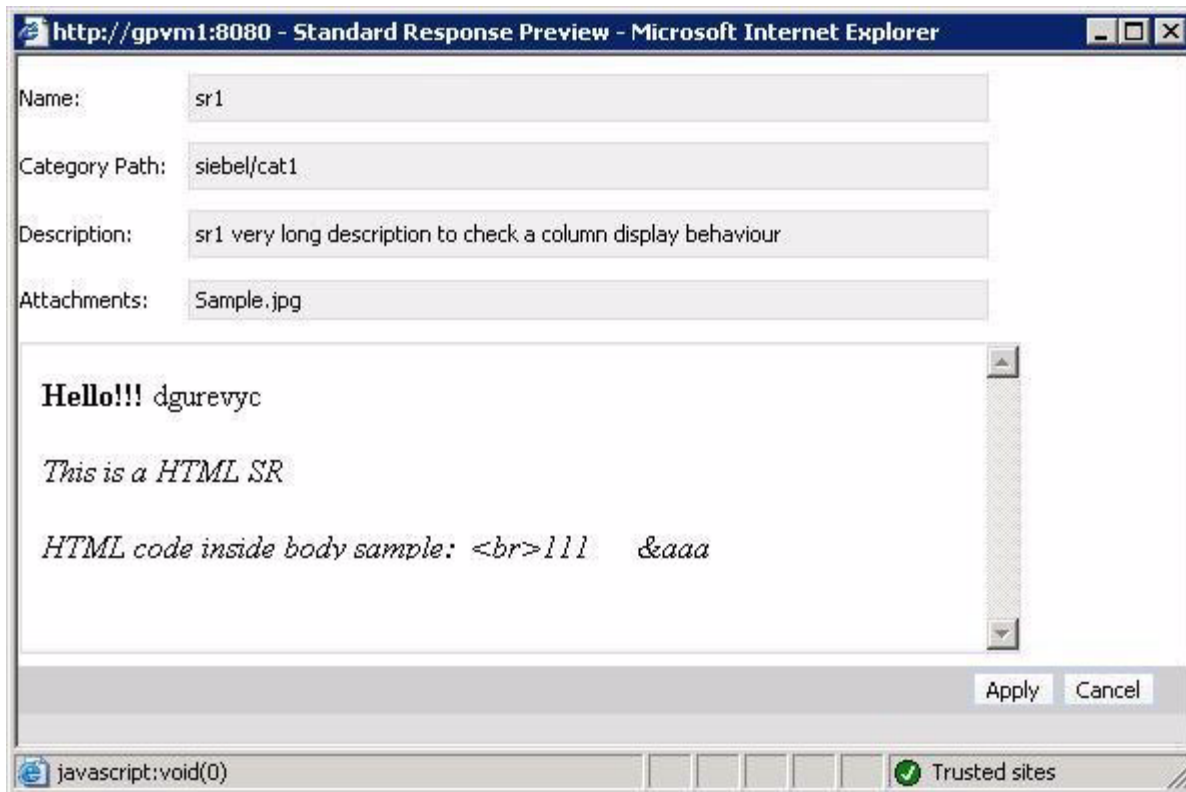 http://gpvm1:8080 - Standard Response Preview - Microsoft Internet Explorer
Name: sr1
Category Path: siebel/cat1
Description: sr1 very long description to check a column display behaviour
Attachments: Sample.jpg
Hello!!! dgurevyc
This is a HTML SR
HTML code inside body sample: <br>111 &aaa
Apply Cancel
javascript:void(0) Trusted sites